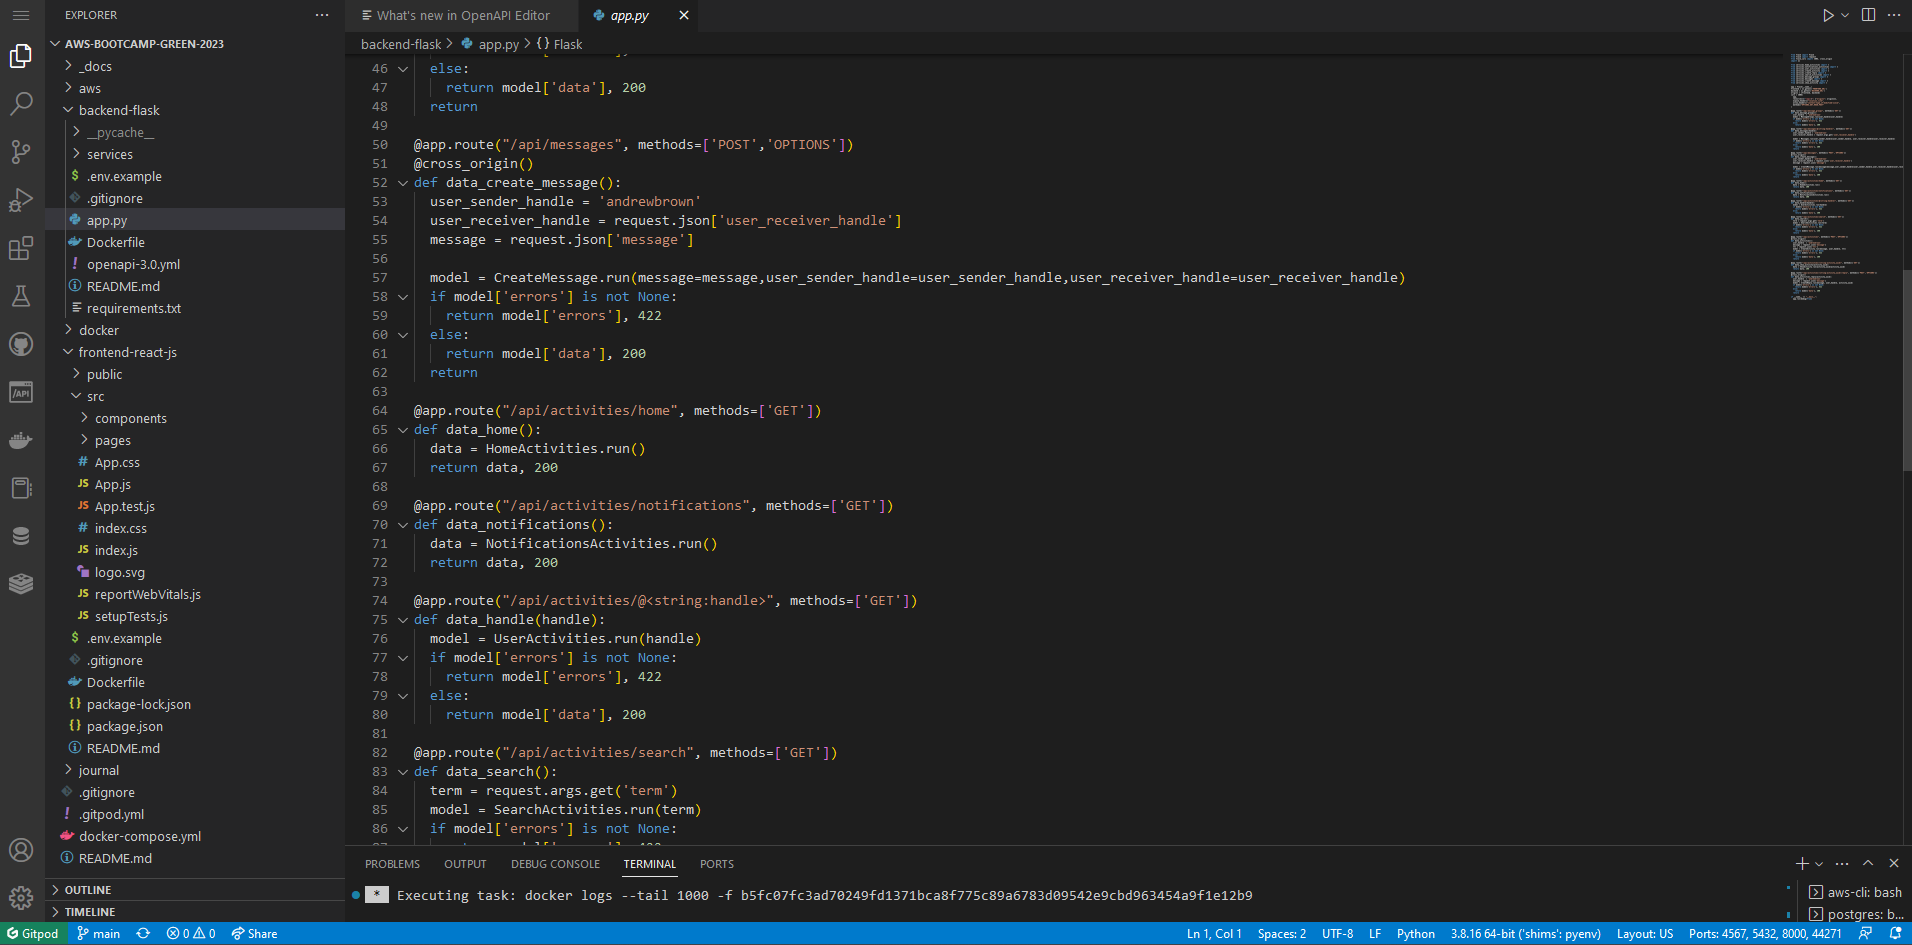 EXPLORER
AWS-BOOTCAMP-GREEN-2023
_docs
aws
backend-flask
__pycache__
services
.env.example
.gitignore
app.py
Dockerfile
openapi-3.0.yml
README.md
requirements.txt
docker
frontend-react-js
public
src
components
pages
App.css
App.js
App.test.js
index.css
index.js
logo.svg
reportWebVitals.js
setupTests.js
.env.example
.gitignore
Dockerfile
package-lock.json
package.json
README.md
journal
.gitignore
.gitpod.yml
docker-compose.yml
README.md
OUTLINE
TIMELINE
What's new in OpenAPI Editor
app.py
backend-flask > app.py > {} Flask
46 else:
47 return model['data'], 200
48 return
49
50 @app.route("/api/messages", methods=['POST','OPTIONS'])
51 @cross_origin()
52 def data_create_message():
53 user_sender_handle = 'andrewbrown'
54 user_receiver_handle = request.json['user_receiver_handle']
55 message = request.json['message']
56
57 model = CreateMessage.run(message=message,user_sender_handle=user_sender_handle,user_receiver_handle=user_receiver_handle)
58 if model['errors'] is not None:
59 return model['errors'], 422
60 else:
61 return model['data'], 200
62 return
63
64 @app.route("/api/activities/home", methods=['GET'])
65 def data_home():
66 data = HomeActivities.run()
67 return data, 200
68
69 @app.route("/api/activities/notifications", methods=['GET'])
70 def data_notifications():
71 data = NotificationsActivities.run()
72 return data, 200
73
74 @app.route("/api/activities/@<string:handle>", methods=['GET'])
75 def data_handle(handle):
76 model = UserActivities.run(handle)
77 if model['errors'] is not None:
78 return model['errors'], 422
79 else:
80 return model['data'], 200
81
82 @app.route("/api/activities/search", methods=['GET'])
83 def data_search():
84 term = request.args.get('term')
85 model = SearchActivities.run(term)
86 if model['errors'] is not None:
PROBLEMS OUTPUT DEBUG CONSOLE TERMINAL PORTS
* Executing task: docker logs --tail 1000 -f b5fc07fc3ad70249fd1371bca8f775c89a6783d09542e9cbd963454a9f1e12b9
aws-cli: bash
postgres: b...
Gitpod main 0 0 Share Ln 1, Col 1 Spaces: 2 UTF-8 LF Python 3.8.16 64-bit ('shims': pyenv) Layout: US Ports: 4567, 5432, 8000, 44271